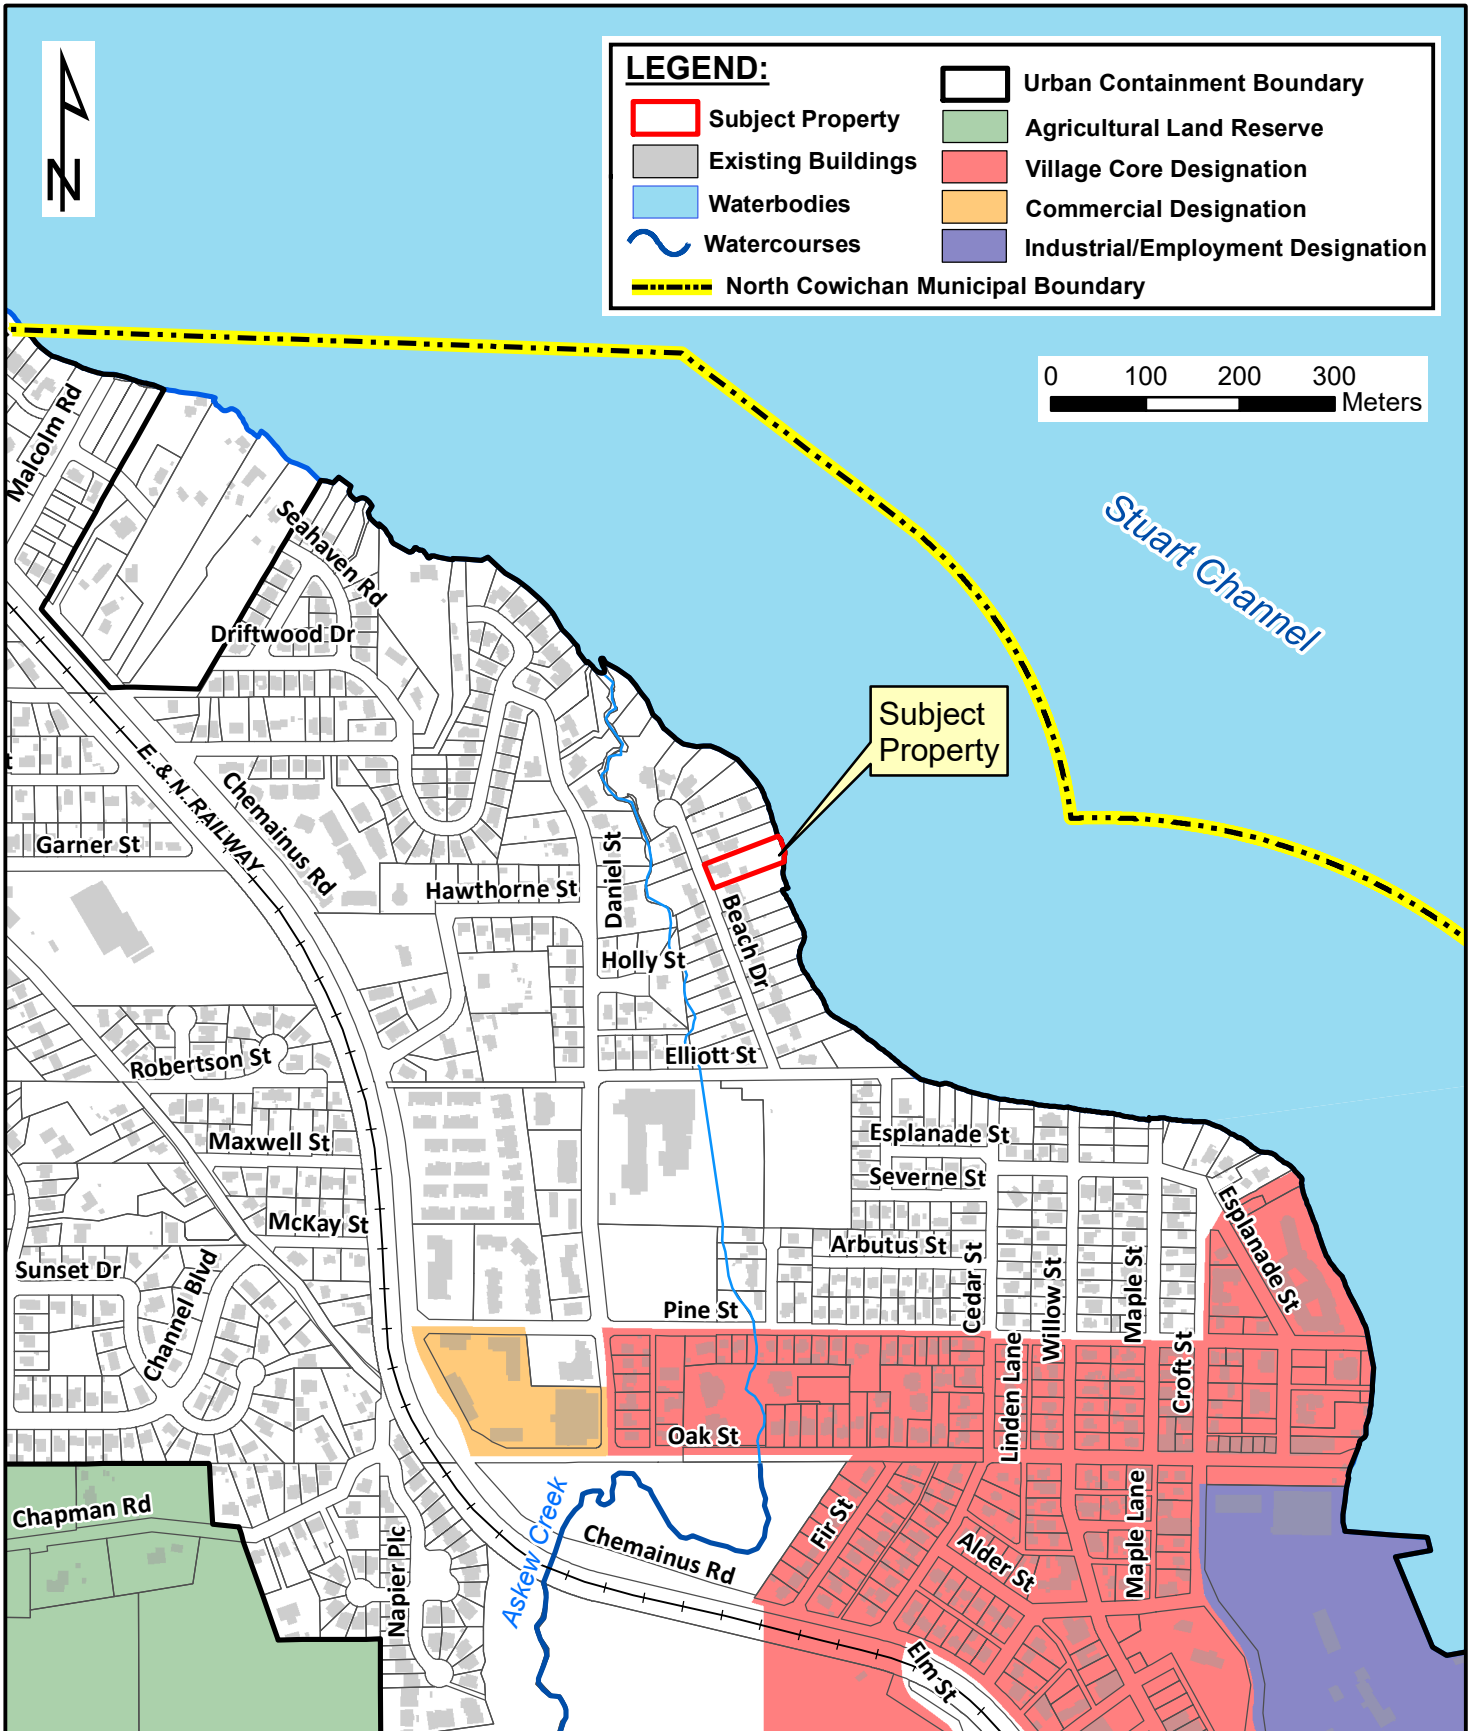 N
LEGEND:
Subject Property
Existing Buildings
Waterbodies
Watercourses
North Cowichan Municipal Boundary
Urban Containment Boundary
Agricultural Land Reserve
Village Core Designation
Commercial Designation
Industrial/Employment Designation
0 100 200 300
Meters
Stuart Channel
Malcolm Rd
Seahaven Rd
Driftwood Dr
Subject
Property
E. & N. RAILWAY
Chemainus Rd
Garner St
Hawthorne St
Daniel St
Beach Dr
Holly St
Elliott St
Robertson St
Maxwell St
McKay St
Sunset Dr
Channel Blvd
Esplanade St
Severne St
Arbutus St
Cedar St
Willow St
Maple St
Esplanade St
Pine St
Linden Lane
Croft St
Oak St
Chapman Rd
Napier Plc
Askew Creek
Chemainus Rd
Fir St
Alder St
Maple Lane
Elm St